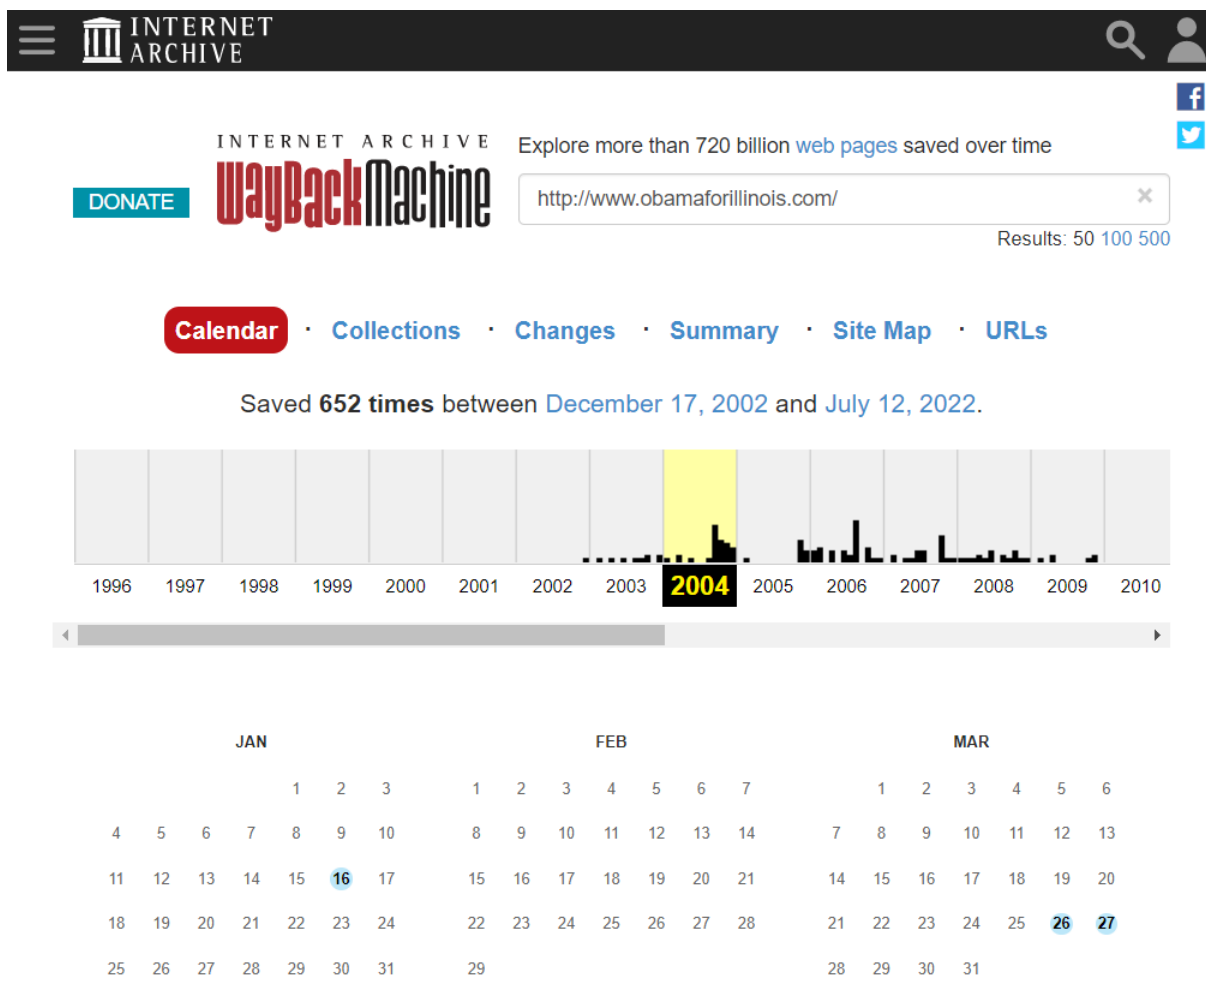 INTERNET
ARCHIVE
f
INTERNET ARCHIVE
WayBackMachine
DONATE
Explore more than 720 billion web pages saved over time
http://www.obamaforillinois.com/ ×
Results: 50 100 500
Calendar · Collections · Changes · Summary · Site Map · URLs
Saved 652 times between December 17, 2002 and July 12, 2022.
1996 1997 1998 1999 2000 2001 2002 2003 2004 2005 2006 2007 2008 2009 2010
JAN
1 2 3
4 5 6 7 8 9 10
11 12 13 14 15 16 17
18 19 20 21 22 23 24
25 26 27 28 29 30 31
FEB
1 2 3 4 5 6 7
8 9 10 11 12 13 14
15 16 17 18 19 20 21
22 23 24 25 26 27 28
29
MAR
1 2 3 4 5 6
7 8 9 10 11 12 13
14 15 16 17 18 19 20
21 22 23 24 25 26 27
28 29 30 31